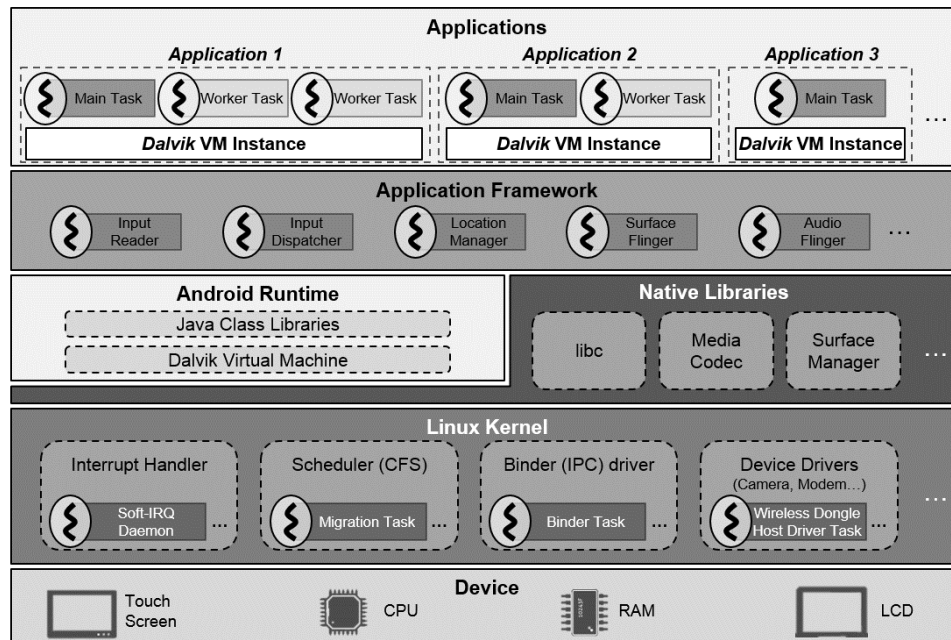 Applications
Application 1
Application 2
Application 3
Main Task
Worker Task
Worker Task
Main Task
Worker Task
Main Task
...
Dalvik VM Instance
Dalvik VM Instance
Dalvik VM Instance
Application Framework
Input
Reader
Input
Dispatcher
Location
Manager
Surface
Flinger
Audio
Flinger
...
Android Runtime
Java Class Libraries
Dalvik Virtual Machine
Native Libraries
libc
Media
Codec
Surface
Manager
...
Linux Kernel
Interrupt Handler
Soft-IRQ
Daemon
...
Scheduler (CFS)
Migration Task
...
Binder (IPC) driver
Binder Task
...
Device Drivers
(Camera, Modem...)
Wireless Dongle
Host Driver Task
...
...
Device
Touch
Screen
CPU
RAM
LCD